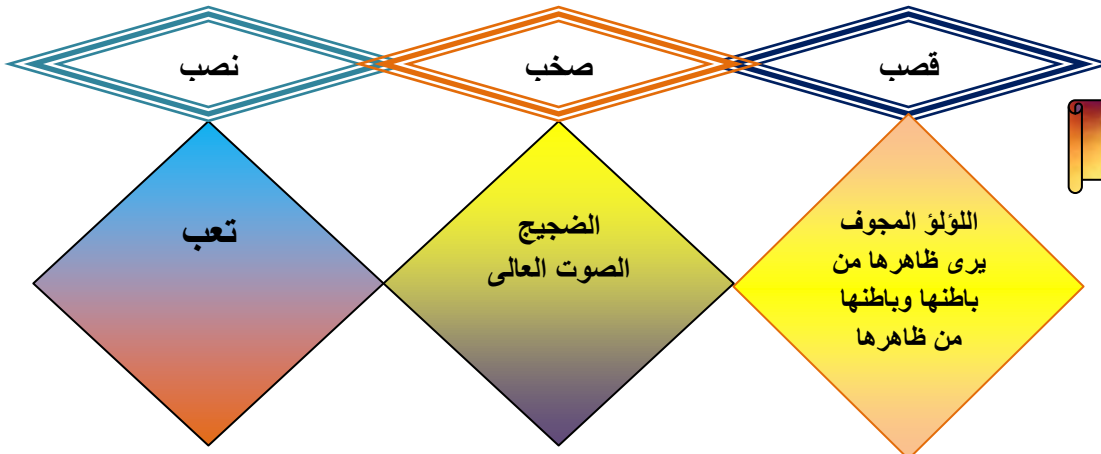 قصب
صخب
نصب
اللؤلؤ المجوف
يرى ظاهرها من
باطنها وباطنها
من ظاهرها
الضجيج
الصوت العالى
تعب